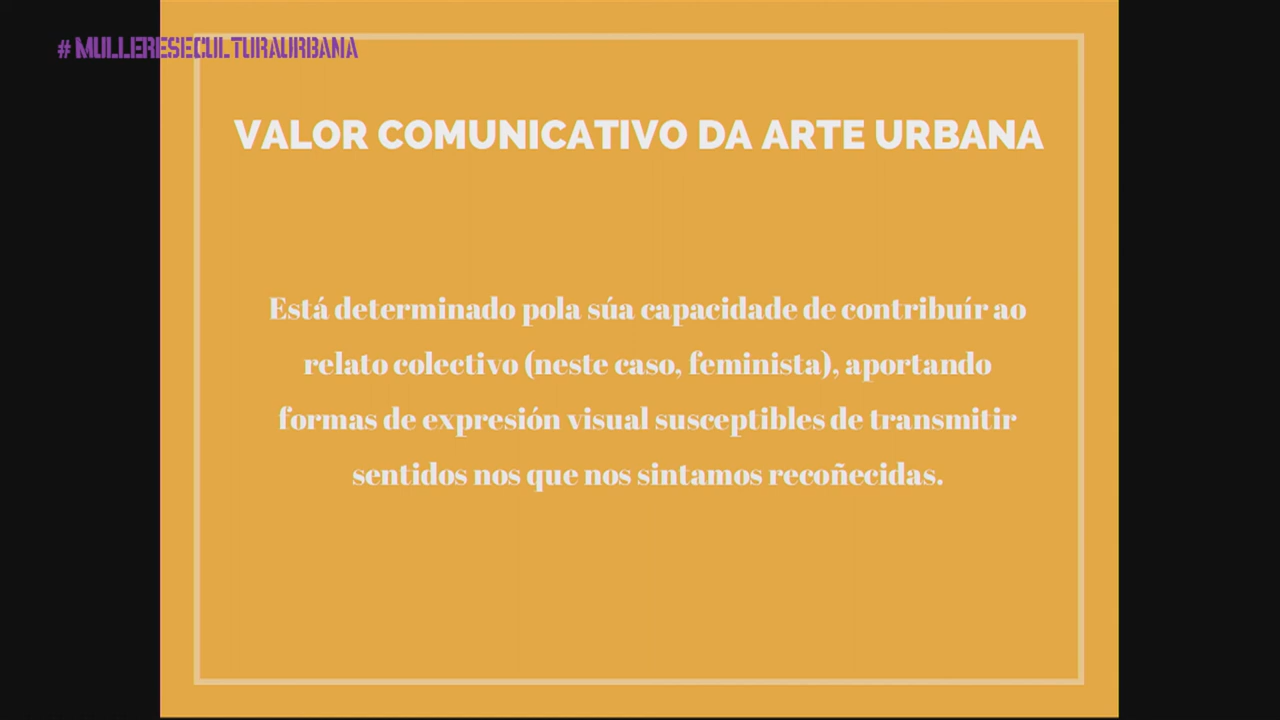 #MULLERESECULTURAURBANA
VALOR COMUNICATIVO DA ARTE URBANA
Está determinado pola súa capacidade de contribuír ao
relato colectivo (neste caso, feminista), aportando
formas de expresión visual susceptibles de transmitir
sentidos nos que nos sintamos recoñecidas.